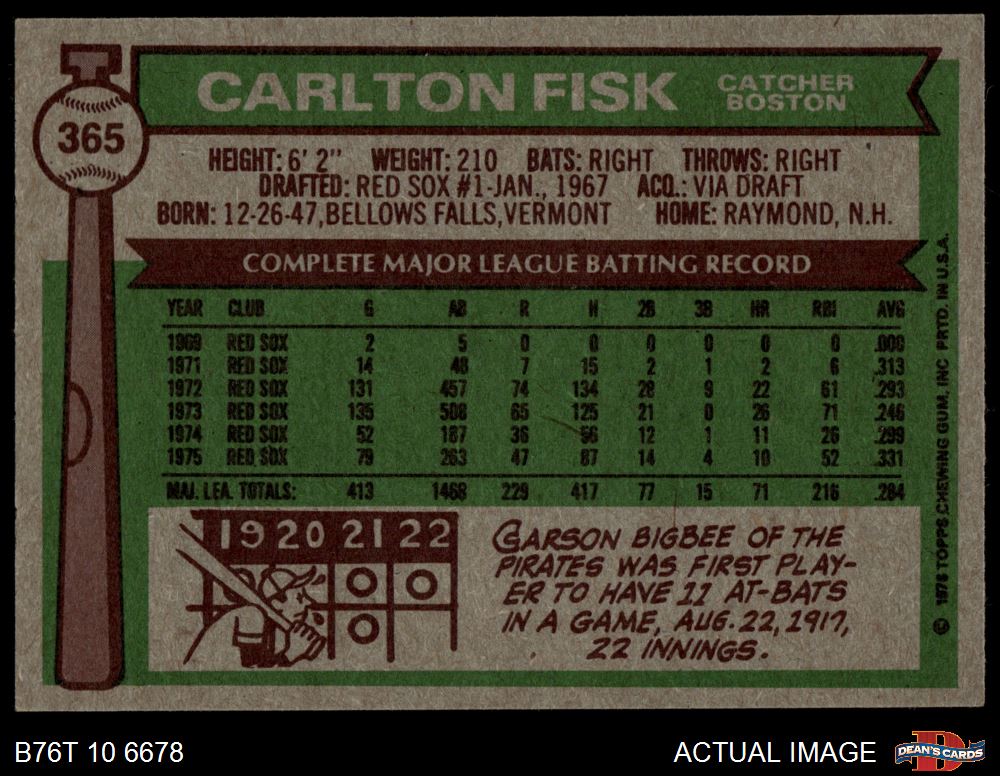 CARLTON FISK
CATCHER
BOSTON
365
HEIGHT: 6' 2" WEIGHT: 210 BATS: RIGHT THROWS: RIGHT
DRAFTED: RED SOX #1-JAN., 1967 ACQ.: VIA DRAFT
BORN: 12-26-47, BELLOWS FALLS, VERMONT HOME: RAYMOND, N.H.
COMPLETE MAJOR LEAGUE BATTING RECORD
YEAR CLUB G AB R H 2B 3B HR RBI AVG
1969 RED SOX 2 5 0 0 0 0 0 0 .000
1971 RED SOX 14 48 7 15 2 1 2 6 .313
1972 RED SOX 131 457 74 134 28 9 22 61 .293
1973 RED SOX 135 508 65 125 21 0 26 71 .246
1974 RED SOX 52 187 36 56 12 1 11 26 .299
1975 RED SOX 79 263 47 87 14 4 10 52 .331
MAJ. LEA. TOTALS: 413 1468 229 417 77 15 71 216 .284
19 20 21 22
CARSON BIGBEE OF THE
PIRATES WAS FIRST PLAY-
ER TO HAVE 11 AT-BATS
IN A GAME, AUG. 22, 1917,
22 INNINGS.
© 1976 TOPPS CHEWING GUM, INC PRTD. IN U.S.A.
B76T 10 6678
ACTUAL IMAGE
DEAN'S CARDS